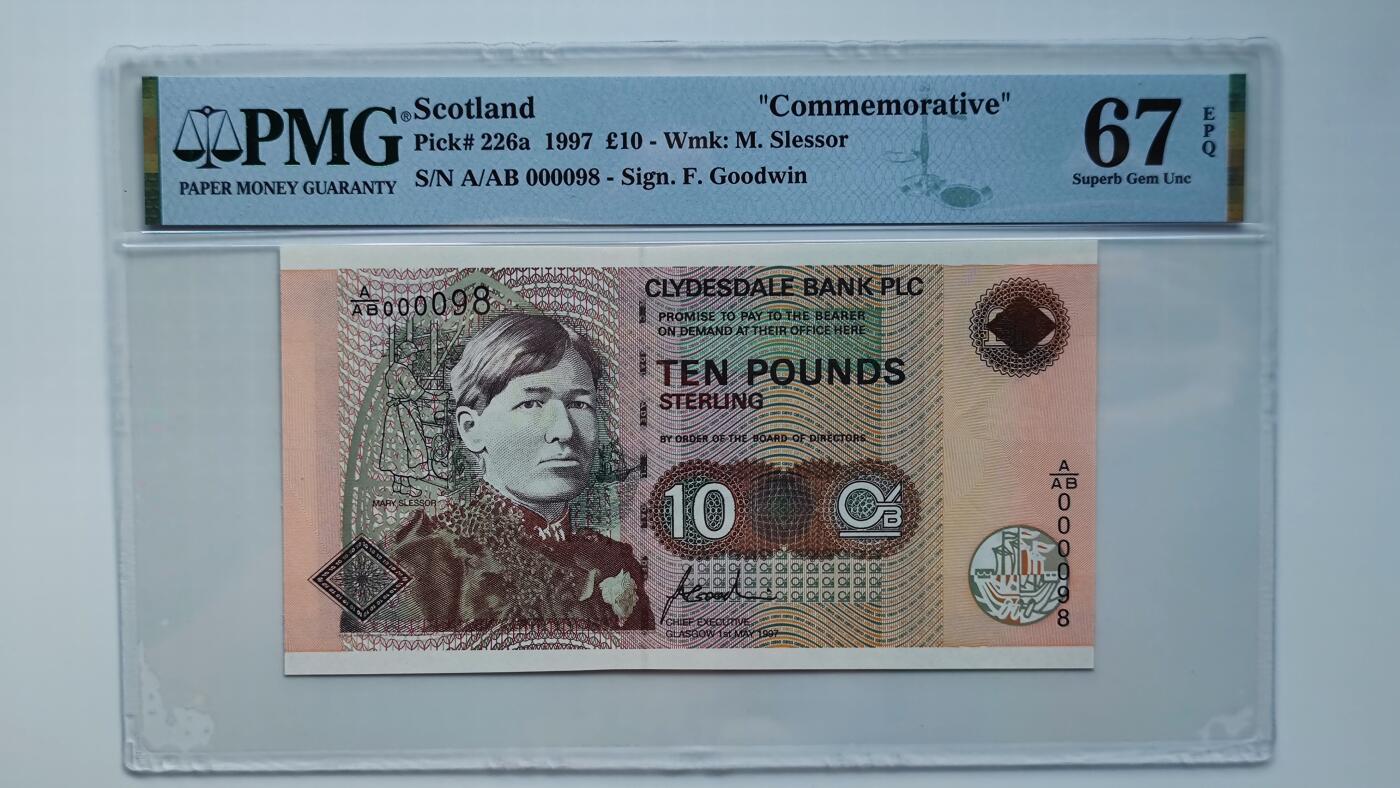 PMG®
PAPER MONEY GUARANTY
Scotland
"Commemorative"
Pick# 226a 1997 £10 - Wmk: M. Slessor
S/N A/AB 000098 - Sign. F. Goodwin
67
EPQ
Superb Gem Unc
A/AB 000098
CLYDESDALE BANK PLC
PROMISE TO PAY TO THE BEARER
ON DEMAND AT THEIR OFFICE HERE
TEN POUNDS
STERLING
BY ORDER OF THE BOARD OF DIRECTORS
MARY SLESSOR
10
CB
CHIEF EXECUTIVE
GLASGOW 1st MAY 1997
A/AB 000098